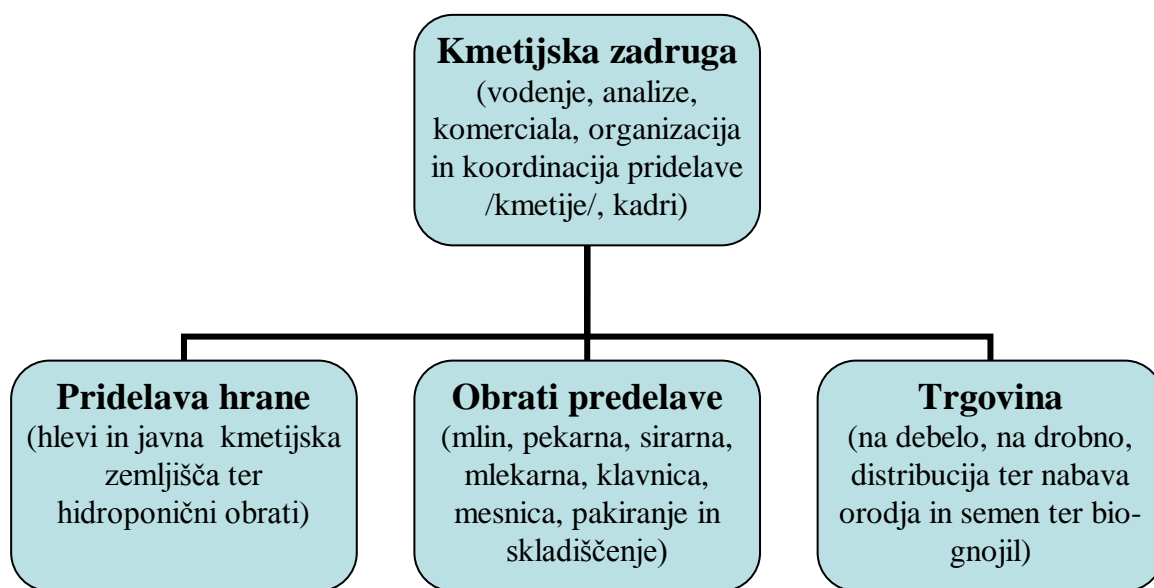 Kmetijska zadruga
(vodenje, analize,
komerciala, organizacija
in koordinacija pridelave
/kmetije/, kadri)
Pridelava hrane
(hlevi in javna kmetijska
zemljišča ter
hidroponični obrati)
Obrati predelave
(mlin, pekarna, sirarna,
mlekarna, klavnica,
mesnica, pakiranje in
skladiščenje)
Trgovina
(na debelo, na drobno,
distribucija ter nabava
orodja in semen ter bio-
gnojil)